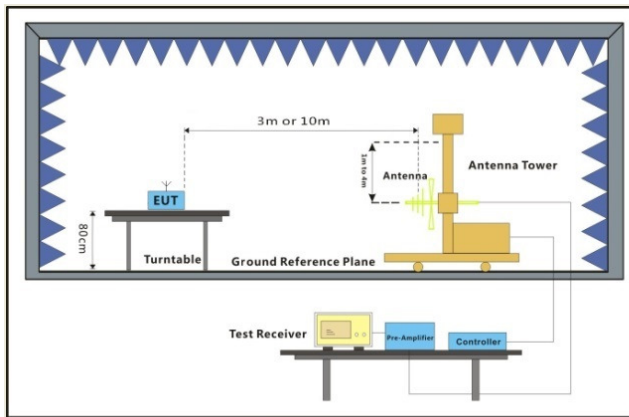 3m or 10m
1m to 4m
Antenna
Antenna Tower
EUT
80cm
Turntable
Ground Reference Plane
Test Receiver
Pre-Amplifier
Controller